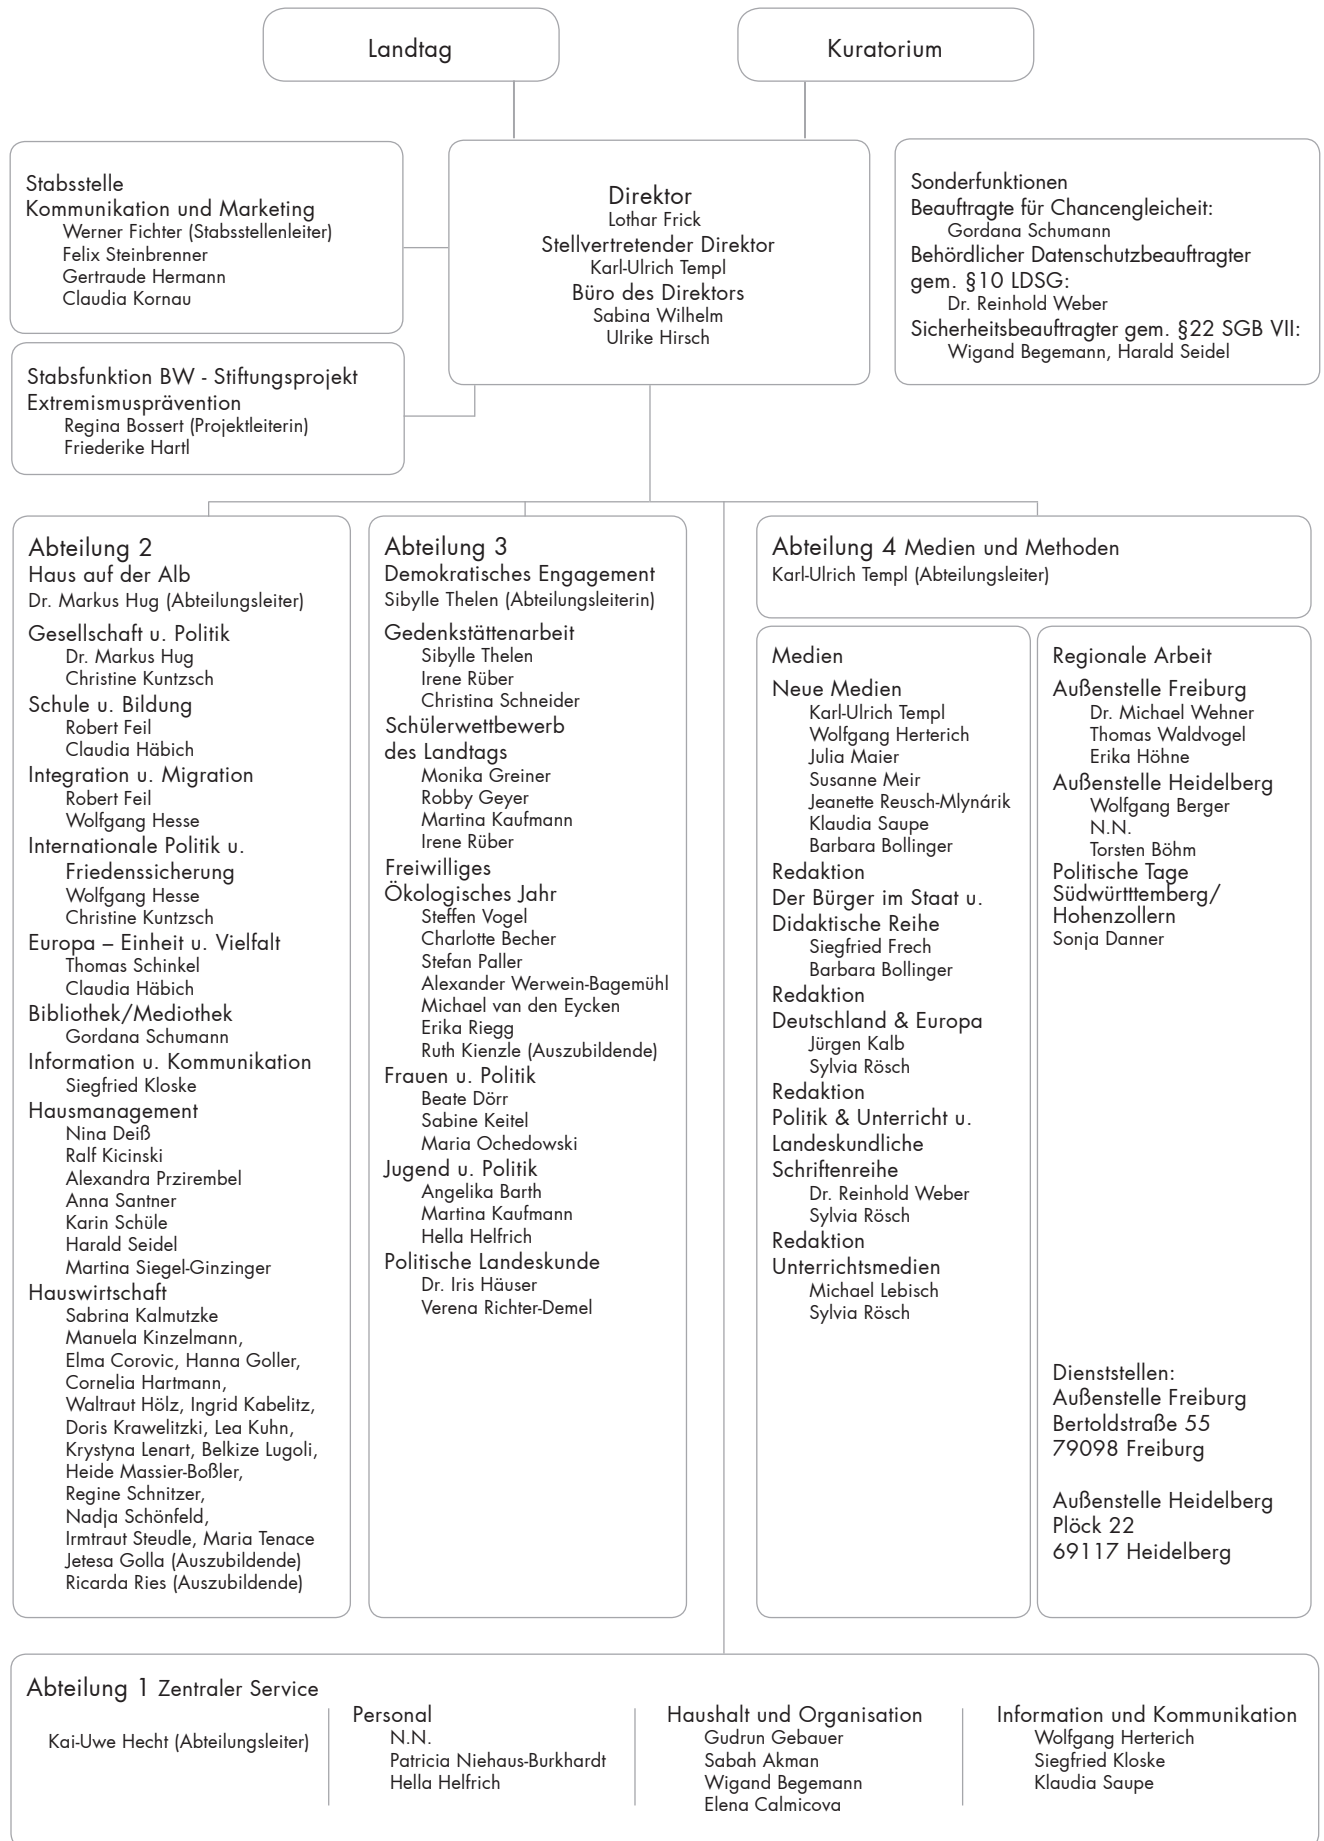 Landtag
Kuratorium
Stabsstelle
Kommunikation und Marketing
Werner Fichter (Stabsstellenleiter)
Felix Steinbrenner
Gertraude Hermann
Claudia Kornau
Direktor
Lothar Frick
Stellvertretender Direktor
Karl-Ulrich Templ
Büro des Direktors
Sabina Wilhelm
Ulrike Hirsch
Sonderfunktionen
Beauftragte für Chancengleicheit:
Gordana Schumann
Behördlicher Datenschutzbeauftragter
gem. §10 LDSG:
Dr. Reinhold Weber
Sicherheitsbeauftragter gem. §22 SGB VII:
Wigand Begemann, Harald Seidel
Stabsfunktion BW - Stiftungsprojekt
Extremismusprävention
Regina Bossert (Projektleiterin)
Friederike Hartl
Abteilung 2
Haus auf der Alb
Dr. Markus Hug (Abteilungsleiter)
Gesellschaft u. Politik
Dr. Markus Hug
Christine Kuntzsch
Schule u. Bildung
Robert Feil
Claudia Häbich
Integration u. Migration
Robert Feil
Wolfgang Hesse
Internationale Politik u.
Friedenssicherung
Wolfgang Hesse
Christine Kuntzsch
Europa – Einheit u. Vielfalt
Thomas Schinkel
Claudia Häbich
Bibliothek/Mediothek
Gordana Schumann
Information u. Kommunikation
Siegfried Kloske
Hausmanagement
Nina Deiß
Ralf Kicinski
Alexandra Przirembel
Anna Santner
Karin Schüle
Harald Seidel
Martina Siegel-Ginzinger
Hauswirtschaft
Sabrina Kalmutzke
Manuela Kinzelmann,
Elma Corovic, Hanna Goller,
Cornelia Hartmann,
Waltraut Hölz, Ingrid Kabelitz,
Doris Krawelitzki, Lea Kuhn,
Krystyna Lenart, Belkize Lugoli,
Heide Massier-Boßler,
Regine Schnitzer,
Nadja Schönfeld,
Irmtraut Steudle, Maria Tenace
Jetesa Golla (Auszubildende)
Ricarda Ries (Auszubildende)
Abteilung 3
Demokratisches Engagement
Sibylle Thelen (Abteilungsleiterin)
Gedenkstättenarbeit
Sibylle Thelen
Irene Rüber
Christina Schneider
Schülerwettbewerb
des Landtags
Monika Greiner
Robby Geyer
Martina Kaufmann
Irene Rüber
Freiwilliges
Ökologisches Jahr
Steffen Vogel
Charlotte Becher
Stefan Paller
Alexander Werwein-Bagemühl
Michael van den Eycken
Erika Riegg
Ruth Kienzle (Auszubildende)
Frauen u. Politik
Beate Dörr
Sabine Keitel
Maria Ochedowski
Jugend u. Politik
Angelika Barth
Martina Kaufmann
Hella Helfrich
Politische Landeskunde
Dr. Iris Häuser
Verena Richter-Demel
Abteilung 4 Medien und Methoden
Karl-Ulrich Templ (Abteilungsleiter)
Medien
Neue Medien
Karl-Ulrich Templ
Wolfgang Herterich
Julia Maier
Susanne Meir
Jeanette Reusch-Mlynárik
Klaudia Saupe
Barbara Bollinger
Redaktion
Der Bürger im Staat u.
Didaktische Reihe
Siegfried Frech
Barbara Bollinger
Redaktion
Deutschland & Europa
Jürgen Kalb
Sylvia Rösch
Redaktion
Politik & Unterricht u.
Landeskundliche
Schriftenreihe
Dr. Reinhold Weber
Sylvia Rösch
Redaktion
Unterrichtsmedien
Michael Lebisch
Sylvia Rösch
Regionale Arbeit
Außenstelle Freiburg
Dr. Michael Wehner
Thomas Waldvogel
Erika Höhne
Außenstelle Heidelberg
Wolfgang Berger
N.N.
Torsten Böhm
Politische Tage
Südwürtttemberg/
Hohenzollern
Sonja Danner
Dienststellen:
Außenstelle Freiburg
Bertoldstraße 55
79098 Freiburg
Außenstelle Heidelberg
Plöck 22
69117 Heidelberg
Abteilung 1 Zentraler Service
Kai-Uwe Hecht (Abteilungsleiter)
Personal
N.N.
Patricia Niehaus-Burkhardt
Hella Helfrich
Haushalt und Organisation
Gudrun Gebauer
Sabah Akman
Wigand Begemann
Elena Calmicova
Information und Kommunikation
Wolfgang Herterich
Siegfried Kloske
Klaudia Saupe